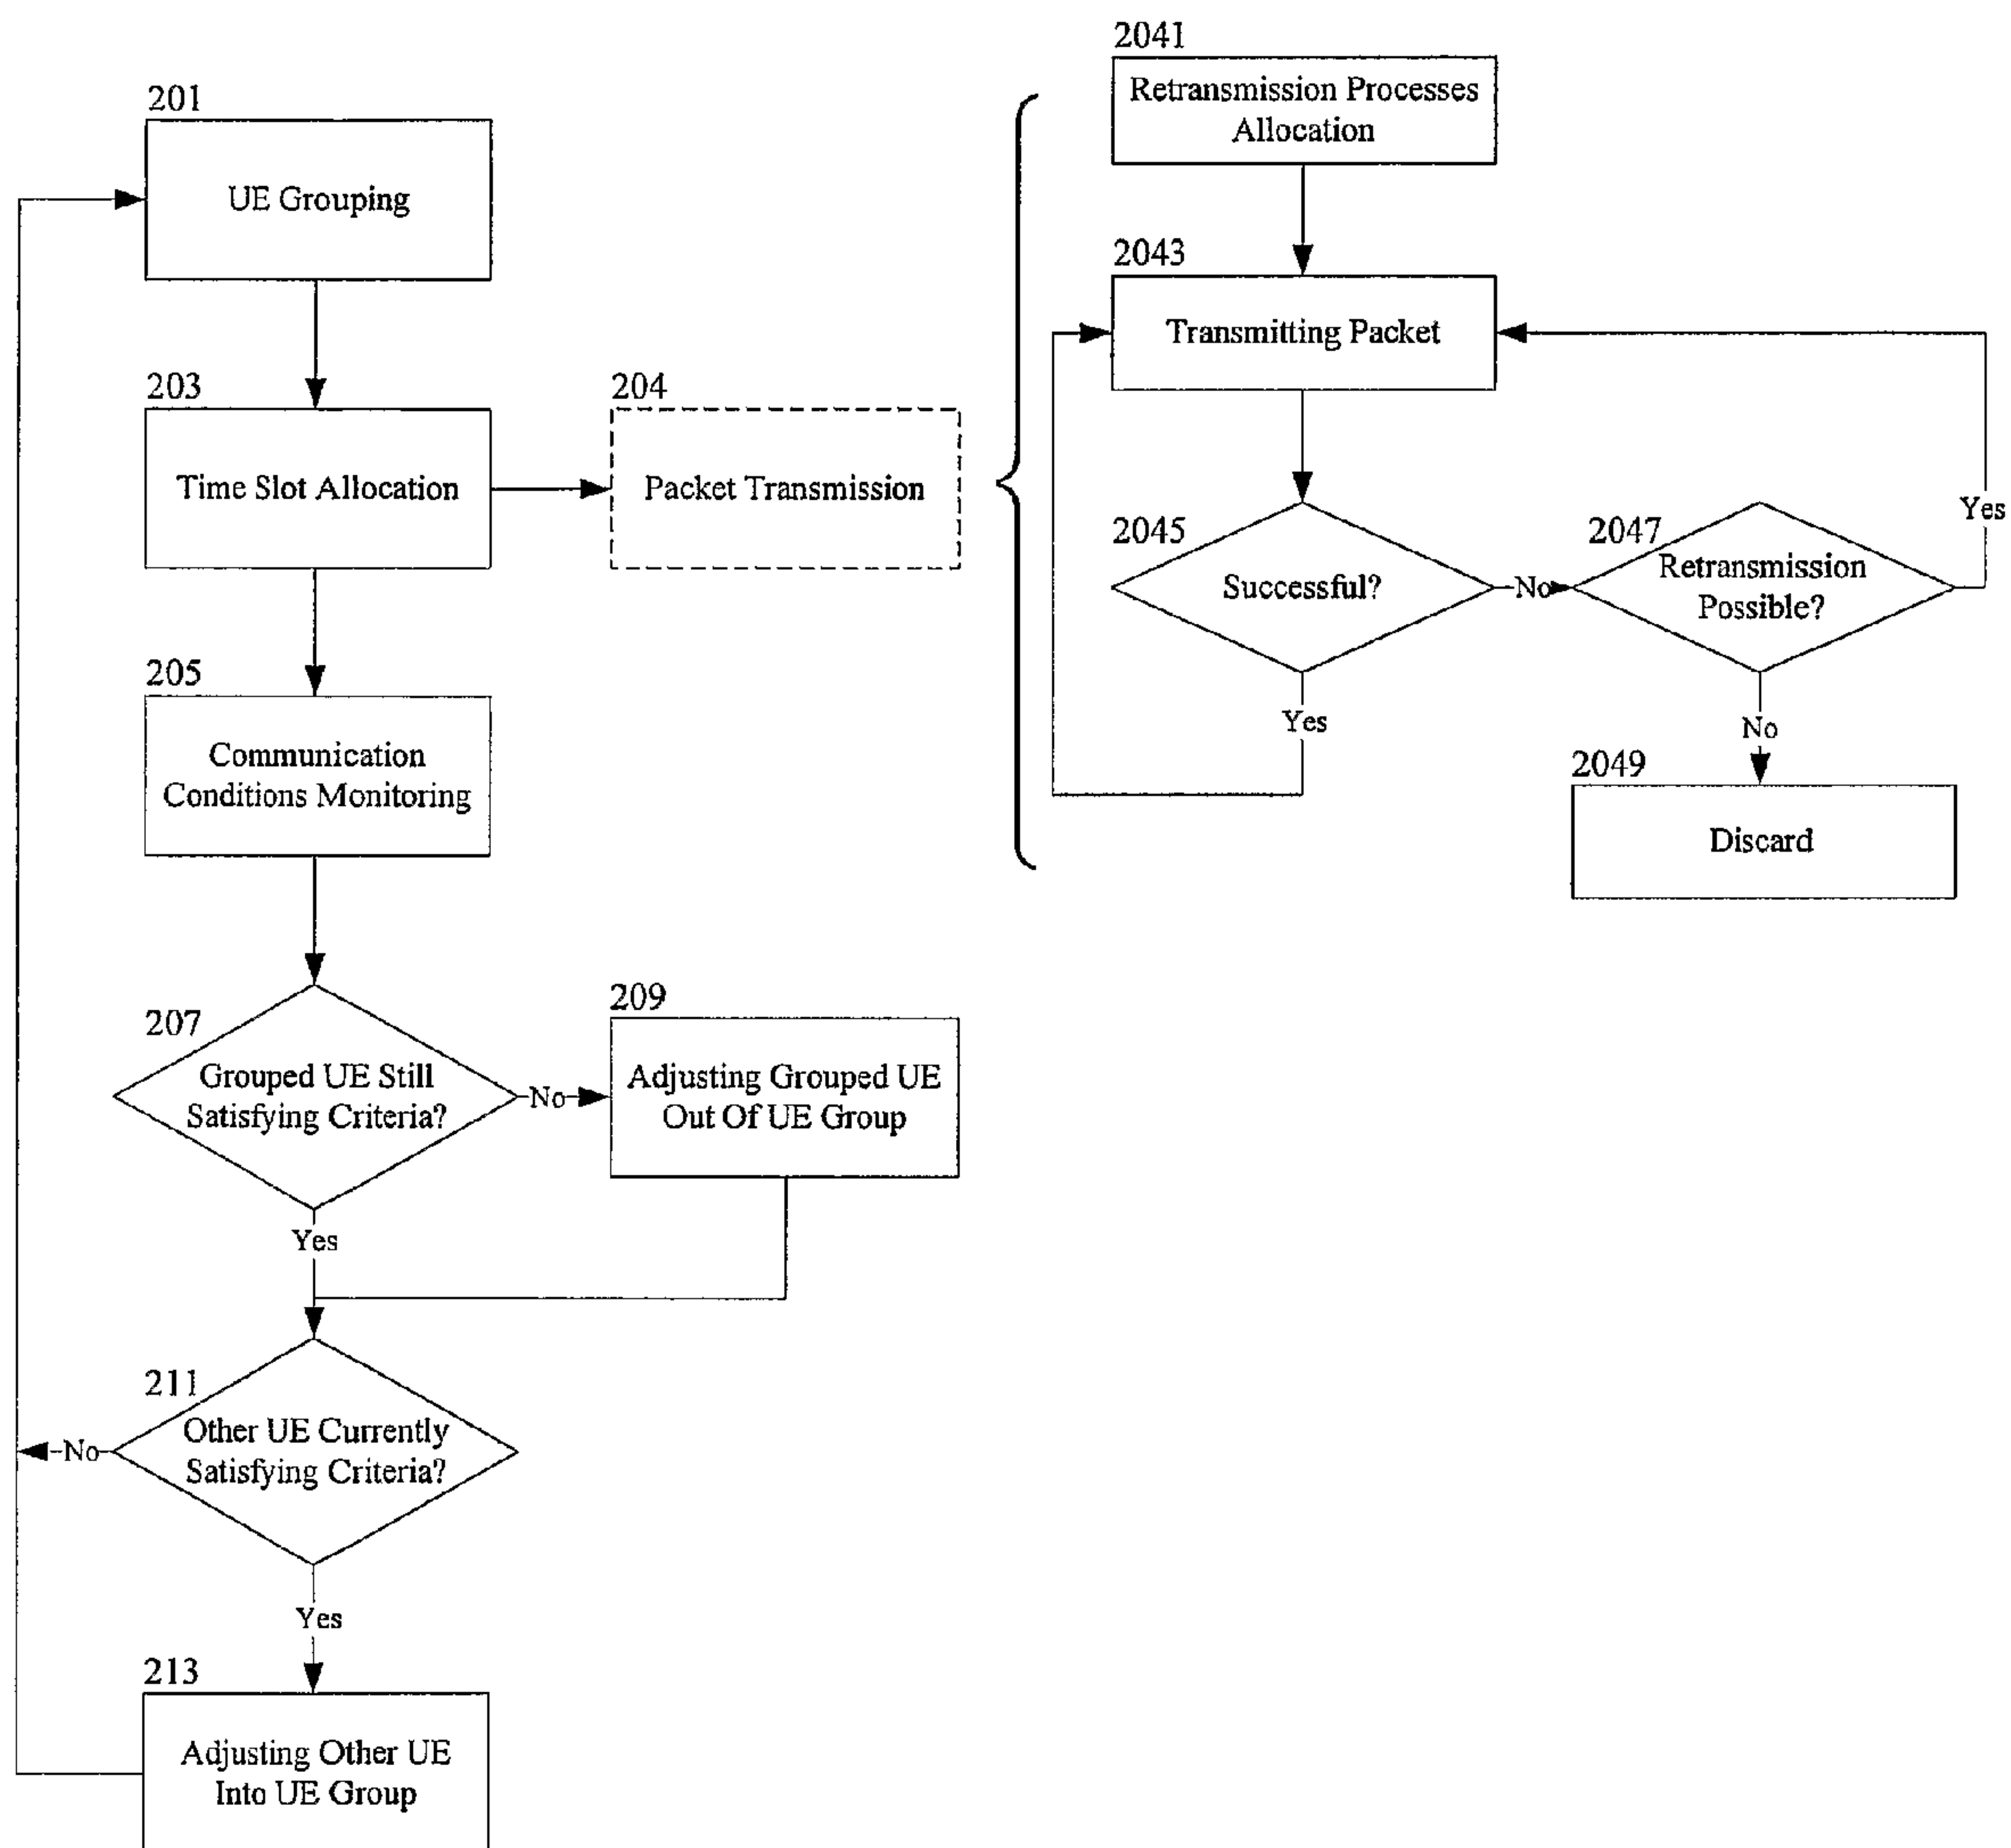 201
UE Grouping
203
Time Slot Allocation
204
Packet Transmission
205
Communication
Conditions Monitoring
207
Grouped UE Still
Satisfying Criteria?
No
209
Adjusting Grouped UE
Out Of UE Group
Yes
211
Other UE Currently
Satisfying Criteria?
No
Yes
213
Adjusting Other UE
Into UE Group
2041
Retransmission Processes
Allocation
2043
Transmitting Packet
2045
Successful?
No
2047
Retransmission
Possible?
Yes
Yes
No
2049
Discard